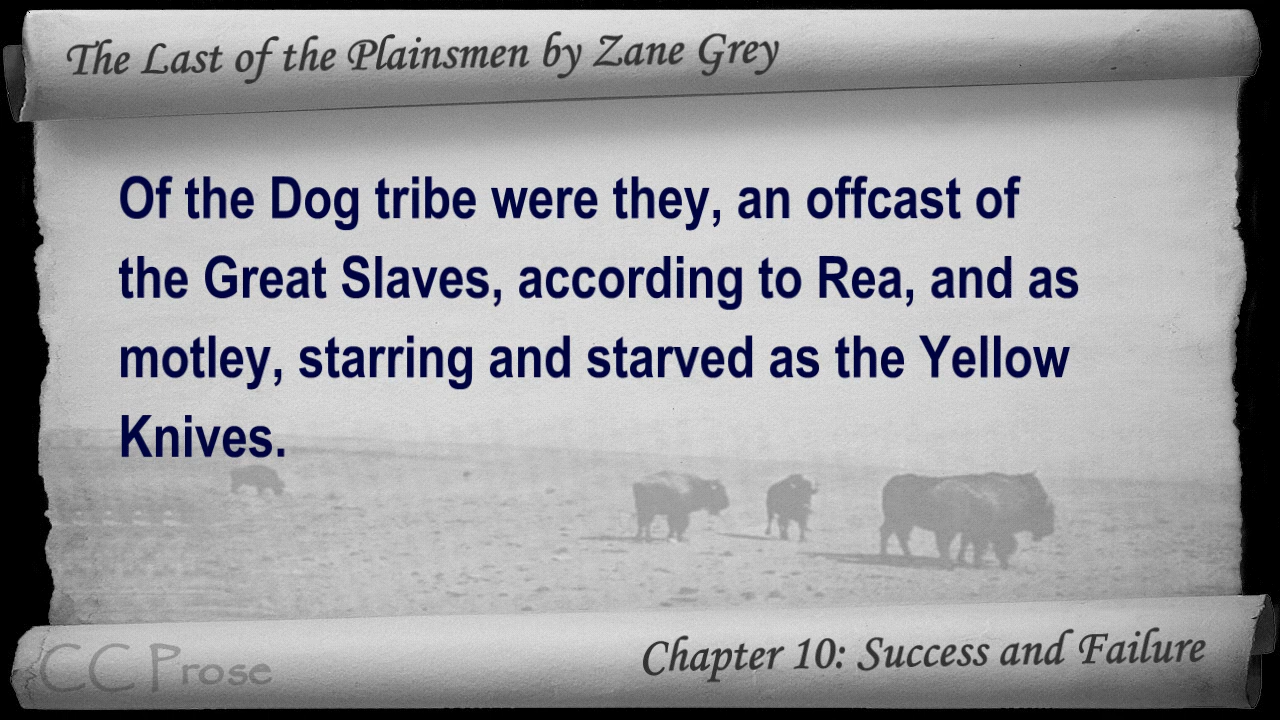 The Last of the Plainsmen by Zane Grey
Of the Dog tribe were they, an offcast of
the Great Slaves, according to Rea, and as
motley, starring and starved as the Yellow
Knives.
CC Prose
Chapter 10: Success and Failure